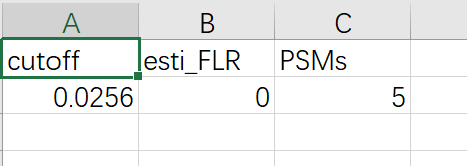 A B C
cutoff esti_FLR PSMs
0.0256 0 5